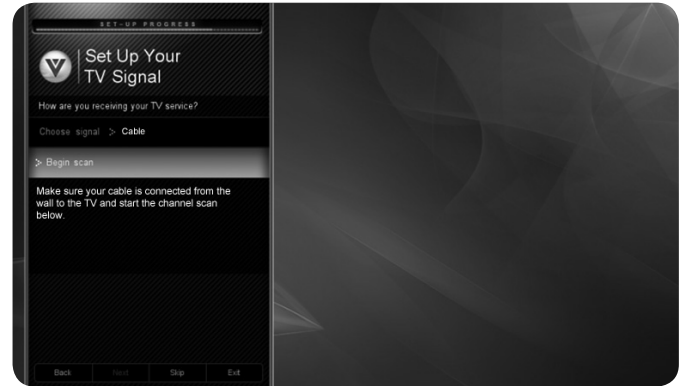 SET-UP PROGRESS
Set Up Your
TV Signal
How are you receiving your TV service?
Choose signal > Cable
> Begin scan
Make sure your cable is connected from the
wall to the TV and start the channel scan
below.
Back Next Skip Exit